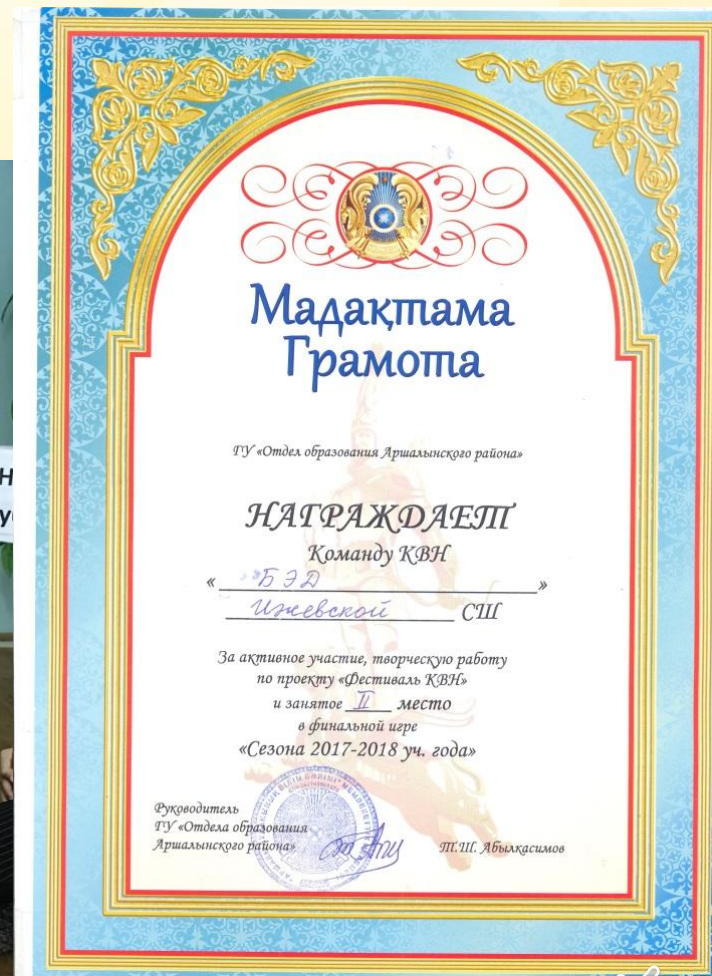 Мадақтама
Грамота
ГУ «Отдел образования Аршалынского района»
НАГРАЖДАЕТ
Команду КВН
« БЭД »
Ижевской СШ
За активное участие, творческую работу
по проекту «Фестиваль КВН»
и занятое II место
в финальной игре
«Сезона 2017-2018 уч. года»
Руководитель
ГУ «Отдела образования
Аршалынского района»
Т.Ш. Абылкасимов